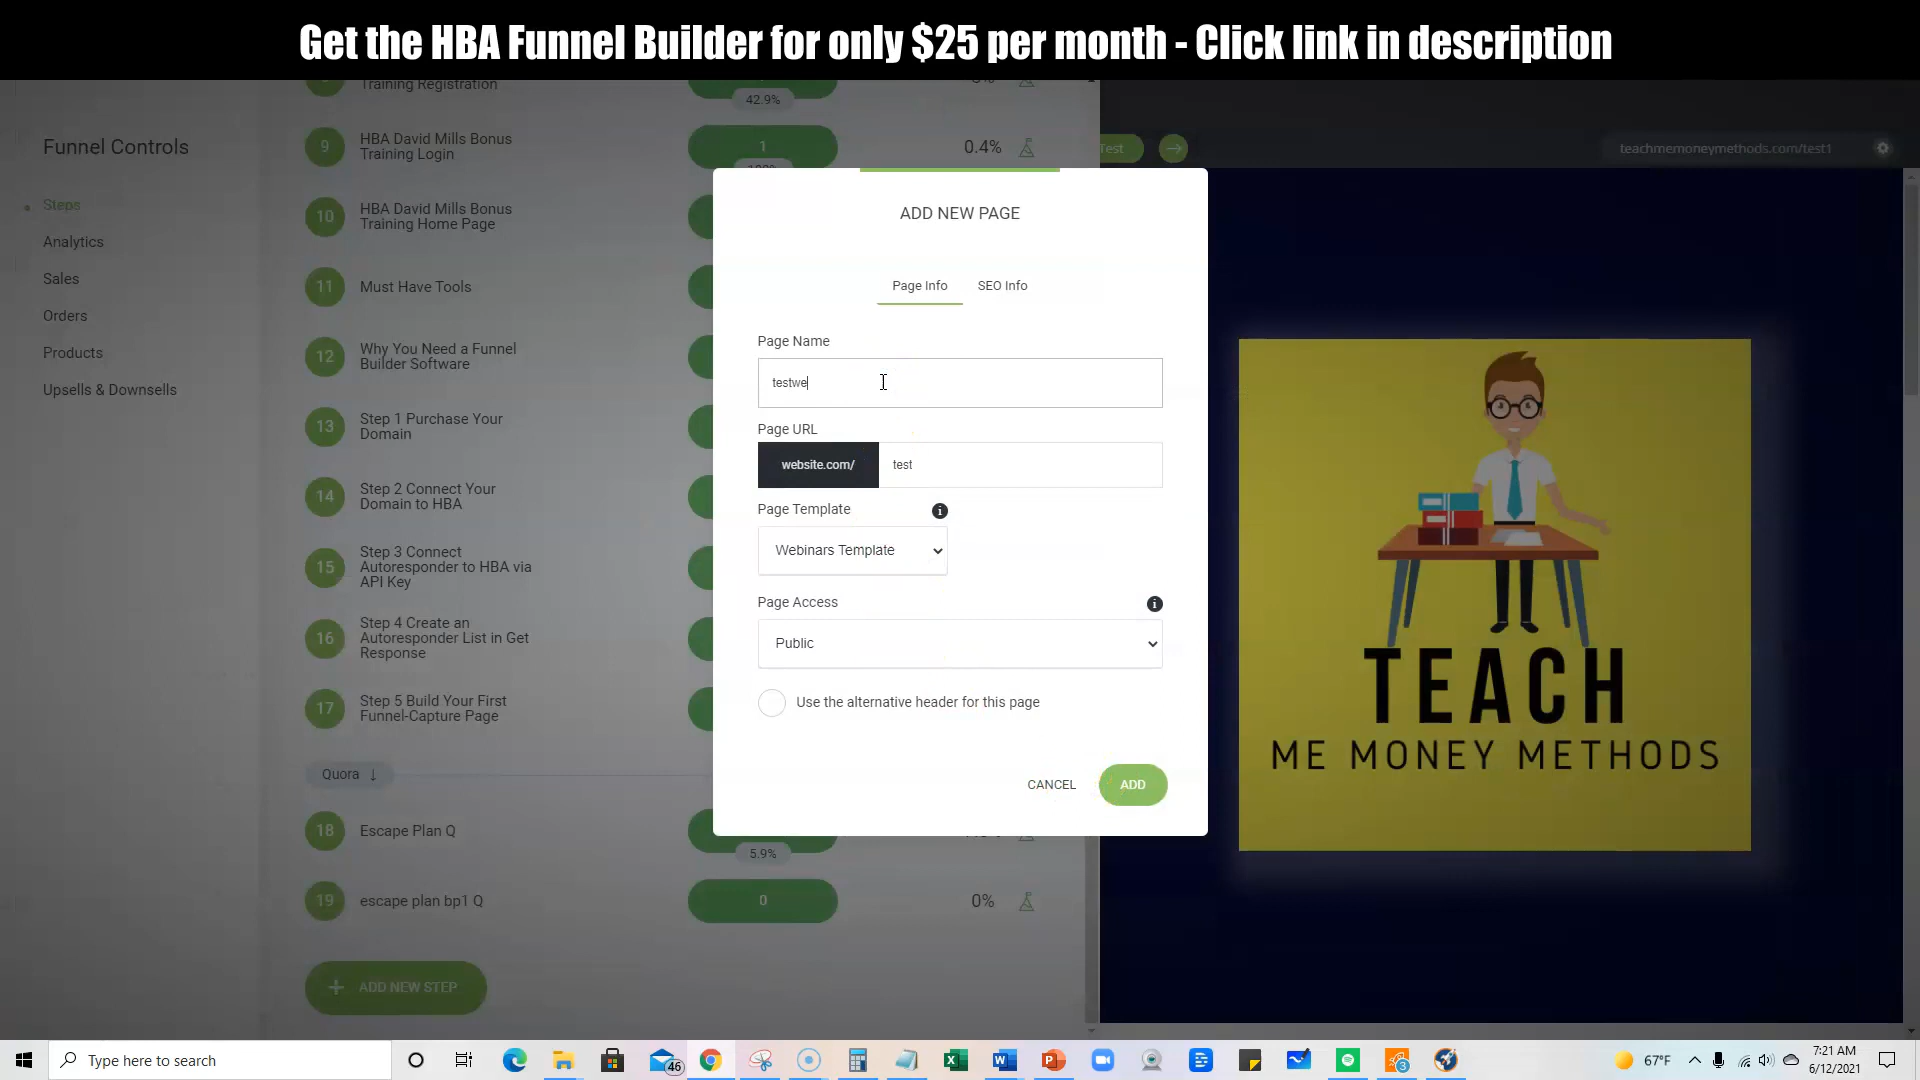 Get the HBA Funnel Builder for only $25 per month - Click link in description
Training Registration
42.9%
Funnel Controls
Steps
Analytics
Sales
Orders
Products
Upsells & Downsells
9
HBA David Mills Bonus
Training Login
1
0.4%
10
HBA David Mills Bonus
Training Home Page
11
Must Have Tools
12
Why You Need a Funnel
Builder Software
13
Step 1 Purchase Your
Domain
14
Step 2 Connect Your
Domain to HBA
15
Step 3 Connect
Autoresponder to HBA via
API Key
16
Step 4 Create an
Autoresponder List in Get
Response
17
Step 5 Build Your First
Funnel-Capture Page
Quora ↓
18
Escape Plan Q
5.9%
19
escape plan bp1 Q
0
0%
+ ADD NEW STEP
ADD NEW PAGE
Page Info
SEO Info
Page Name
testwe
Page URL
website.com/
test
Page Template
Webinars Template
Page Access
Public
Use the alternative header for this page
CANCEL
ADD
Test
teachmemoneymethods.com/test1
TEACH
ME MONEY METHODS
Type here to search
46
3
67°F
7:21 AM
6/12/2021